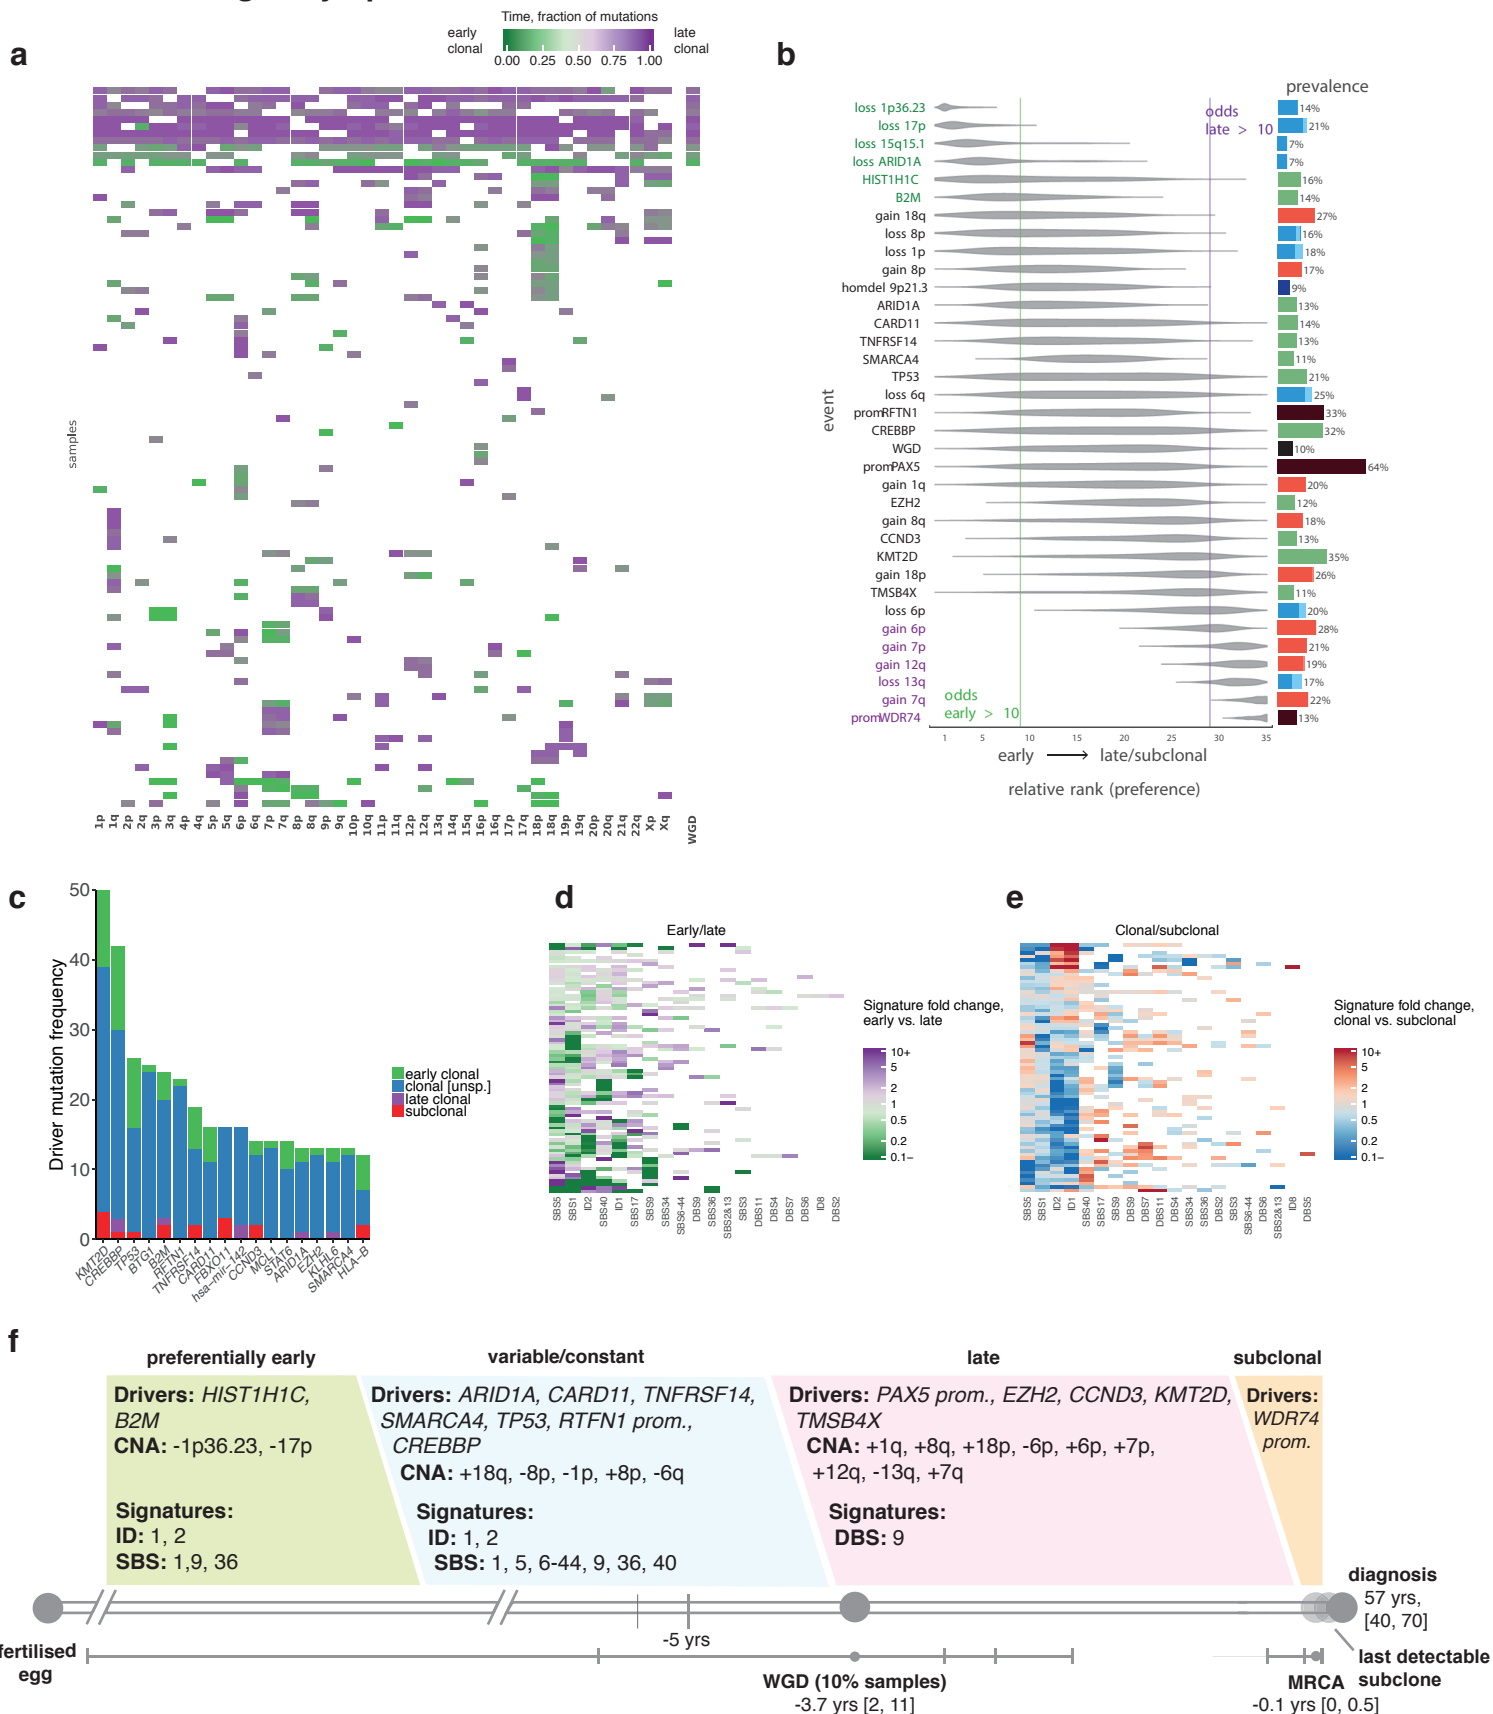 a
Time, fraction of mutations
early
clonal
late
clonal
0.00 0.25 0.50 0.75 1.00
samples
1p 1q 2p 2q 3p 3q 4p 4q 5p 5q 6p 6q 7p 7q 8p 8q 9p 9q 10p 10q 11p 11q 12p 12q 13q 14q 15q 16p 16q 17p 17q 18p 18q 19p 19q 20p 20q 21q 22q Xp Xq WGD
b
prevalence
odds
late > 10
event
loss 1p36.23 14%
loss 17p 21%
loss 15q15.1 7%
loss ARID1A 7%
HIST1H1C 16%
B2M 14%
gain 18q 27%
loss 8p 16%
loss 1p 18%
gain 8p 17%
homdel 9p21.3 9%
ARID1A 13%
CARD11 14%
TNFRSF14 13%
SMARCA4 11%
TP53 21%
loss 6q 25%
promRFTN1 33%
CREBBP 32%
WGD 10%
promPAX5 64%
gain 1q 20%
EZH2 12%
gain 8q 18%
CCND3 13%
KMT2D 35%
gain 18p 26%
TMSB4X 11%
loss 6p 20%
gain 6p 28%
gain 7p 21%
gain 12q 19%
loss 13q 17%
gain 7q 22%
promWDR74 13%
odds
early > 10
1 5 10 15 20 25 30 35
early ⟶ late/subclonal
relative rank (preference)
c
Driver mutation frequency
50
40
30
20
10
0
early clonal
clonal [unsp.]
late clonal
subclonal
KMT2D CREBBP TP53 BTG1 B2M RFTN1 TNFRSF14 CARD11 FBXO11 hsa-mir-142 CCND3 MCL1 STAT6 ARID1A EZH2 KLHL6 SMARCA4 HLA-B
d
Early/late
Signature fold change,
early vs. late
10+
5
2
1
0.5
0.2
0.1–
SBS5 SBS1 ID2 SBS40 ID1 SBS17 SBS9 SBS34 SBS6-44 DBS9 SBS36 SBS2&13 SBS3 DBS11 DBS4 DBS7 DBS6 ID8 DBS2
e
Clonal/subclonal
Signature fold change,
clonal vs. subclonal
10+
5
2
1
0.5
0.2
0.1–
SBS5 SBS1 ID2 ID1 SBS40 SBS17 SBS9 DBS9 DBS7 DBS11 DBS4 SBS34 SBS36 DBS2 SBS3 SBS6-44 DBS6 SBS2&13 ID8 DBS5
f
preferentially early
variable/constant
late
subclonal
Drivers: HIST1H1C,
B2M
CNA: -1p36.23, -17p
Signatures:
ID: 1, 2
SBS: 1,9, 36
Drivers: ARID1A, CARD11, TNFRSF14,
SMARCA4, TP53, RTFN1 prom.,
CREBBP
CNA: +18q, -8p, -1p, +8p, -6q
Signatures:
ID: 1, 2
SBS: 1, 5, 6-44, 9, 36, 40
Drivers: PAX5 prom., EZH2, CCND3, KMT2D,
TMSB4X
CNA: +1q, +8q, +18p, -6p, +6p, +7p,
+12q, -13q, +7q
Signatures:
DBS: 9
Drivers:
WDR74
prom.
diagnosis
57 yrs,
[40, 70]
fertilised
egg
-5 yrs
WGD (10% samples)
-3.7 yrs [2, 11]
MRCA
-0.1 yrs [0, 0.5]
last detectable
subclone